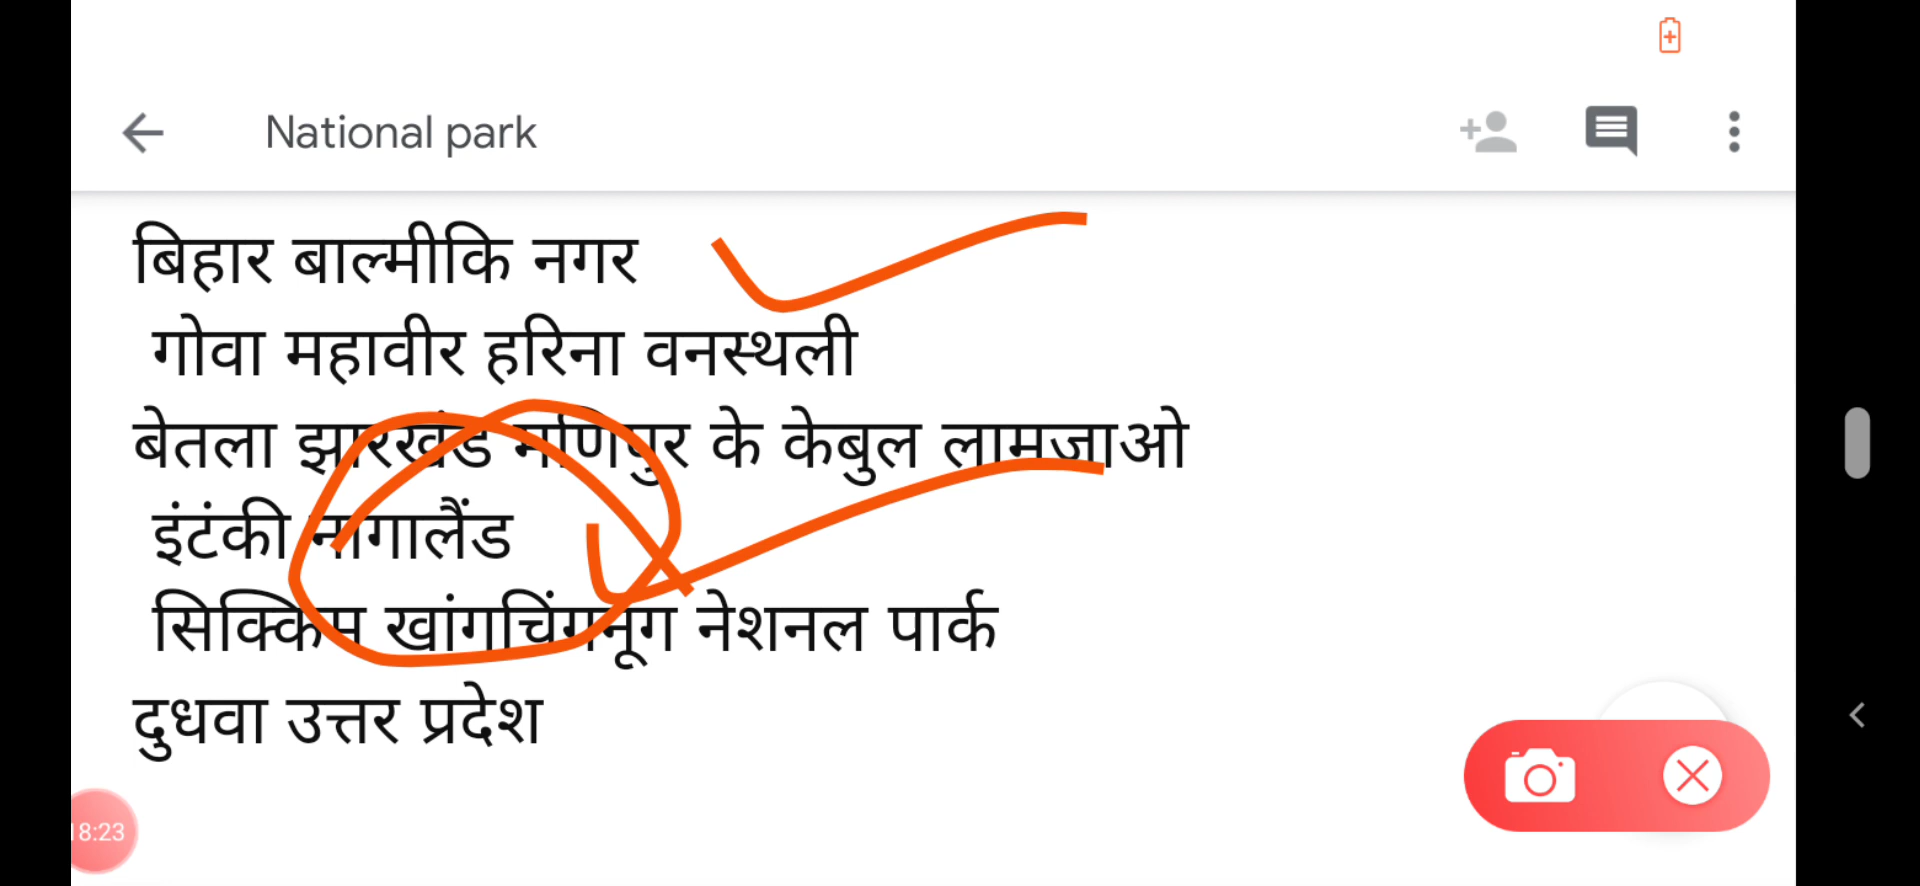 National park
बिहार बाल्मीकि नगर
गोवा महावीर हरिना वनस्थली
बेतला झारखंड मणिपुर के केबुल लामजाओ
इंटंकी नागालैंड
सिक्किम खांगचिंगनूग नेशनल पार्क
दुधवा उत्तर प्रदेश
18:23